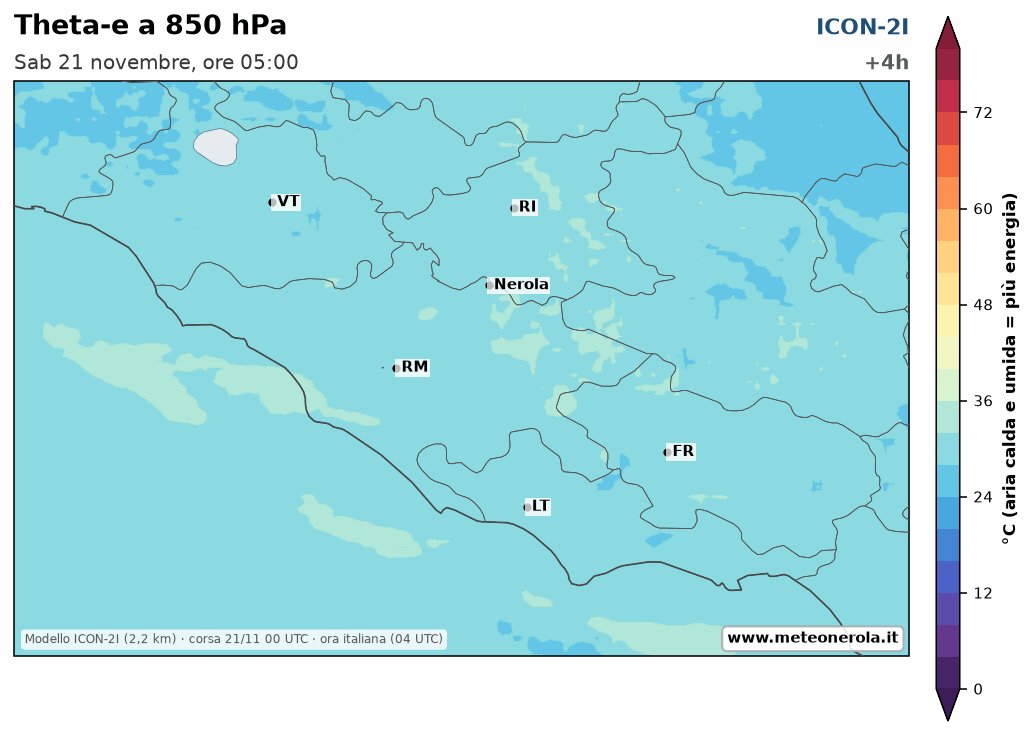 Theta-e a 850 hPa
ICON-2I
Sab 21 novembre, ore 05:00
+4h
VT
RI
Nerola
RM
FR
LT
Modello ICON-2I (2,2 km) · corsa 21/11 00 UTC · ora italiana (04 UTC)
www.meteonerola.it
72
60
48
36
24
12
0
°C (aria calda e umida = più energia)